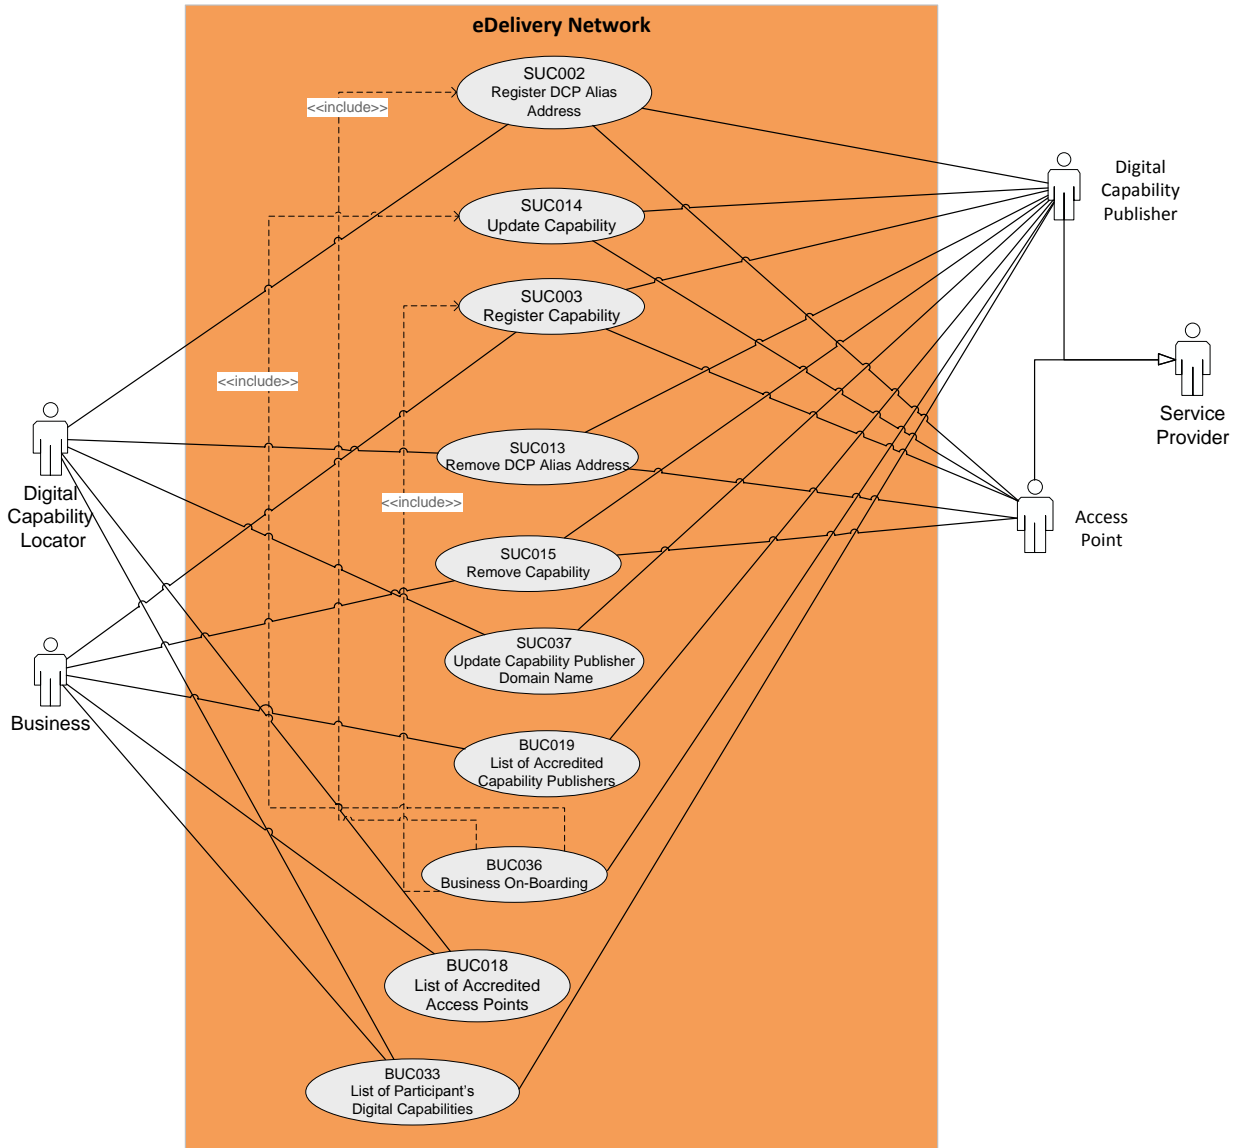 eDelivery Network
SUC002
Register DCP Alias
Address
<<include>>
Digital
Capability
Publisher
SUC014
Update Capability
SUC003
Register Capability
<<include>>
Service
Provider
SUC013
Remove DCP Alias Address
Digital
Capability
Locator
<<include>>
Access
Point
SUC015
Remove Capability
SUC037
Update Capability Publisher
Domain Name
Business
BUC019
List of Accredited
Capability Publishers
BUC036
Business On-Boarding
BUC018
List of Accredited
Access Points
BUC033
List of Participant's
Digital Capabilities